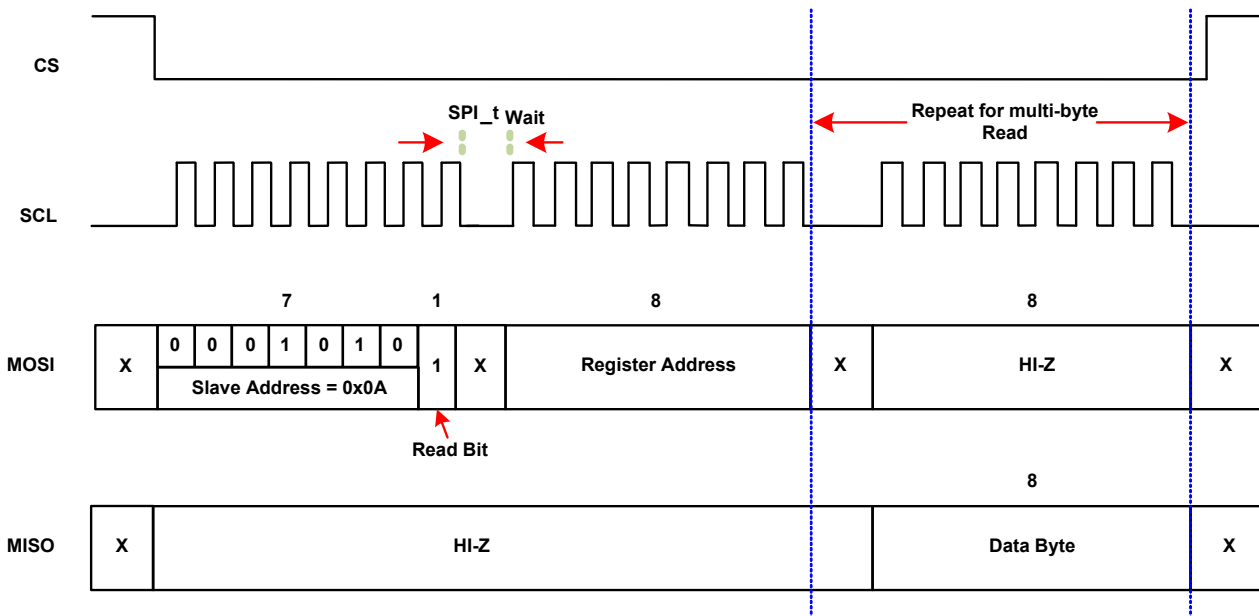 CS
SPI_t Wait
Repeat for multi-byte
Read
SCL
7 1 8 8
MOSI X 0 0 0 1 0 1 0 1 X Register Address X HI-Z X
Slave Address = 0x0A
Read Bit
8
MISO X HI-Z Data Byte X